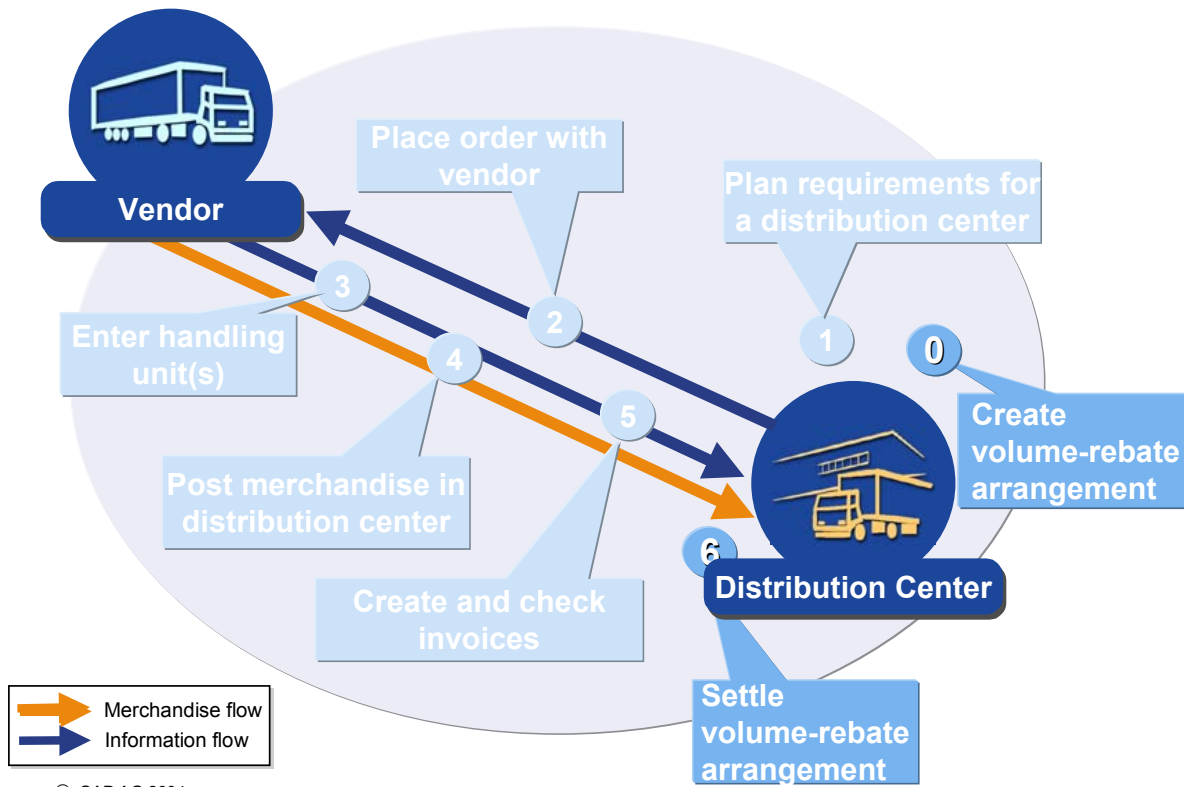 Place order with
vendor
Plan requirements for
a distribution center
Vendor
3
2
1
0
Enter handling
unit(s)
4
5
Create
volume-rebate
arrangement
Post merchandise in
distribution center
6
Distribution Center
Create and check
invoices
Settle
volume-rebate
arrangement
Merchandise flow
Information flow